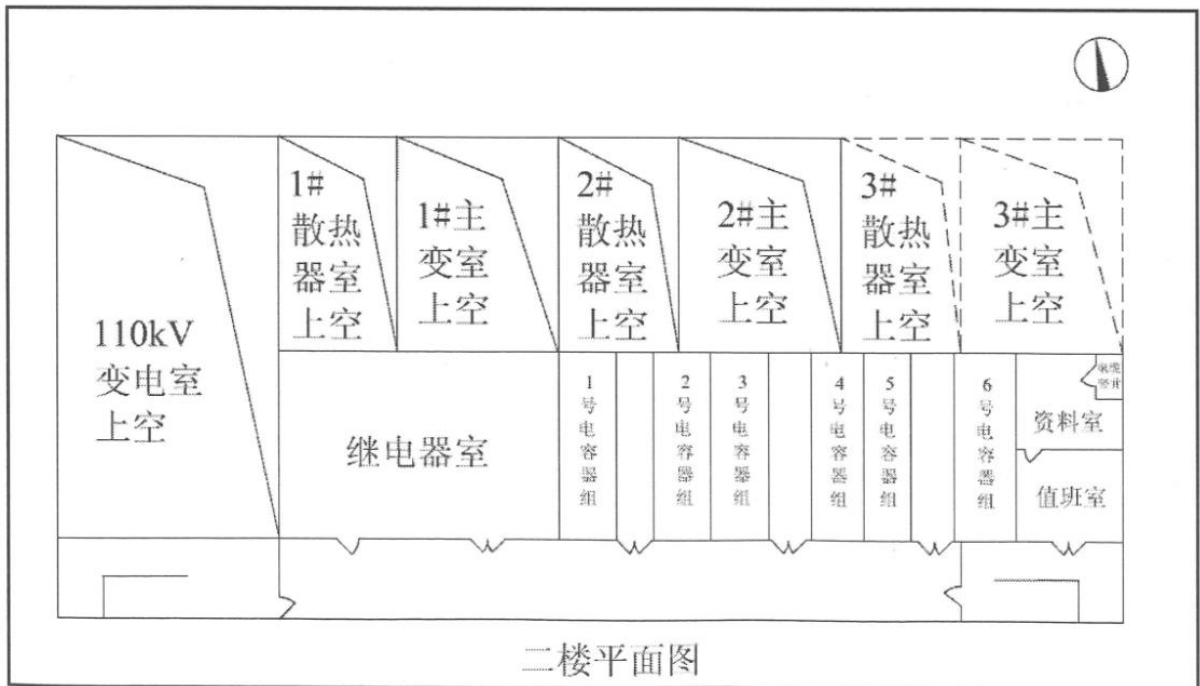 1#
散热
器室
上空
1#主
变室
上空
2#
散热
器室
上空
2#主
变室
上空
3#
散热
器室
上空
3#主
变室
上空
110kV
变电室
上空
继电器室
1号电容器组
2号电容器组
3号电容器组
4号电容器组
5号电容器组
6号电容器组
资料室
值班室
二楼平面图